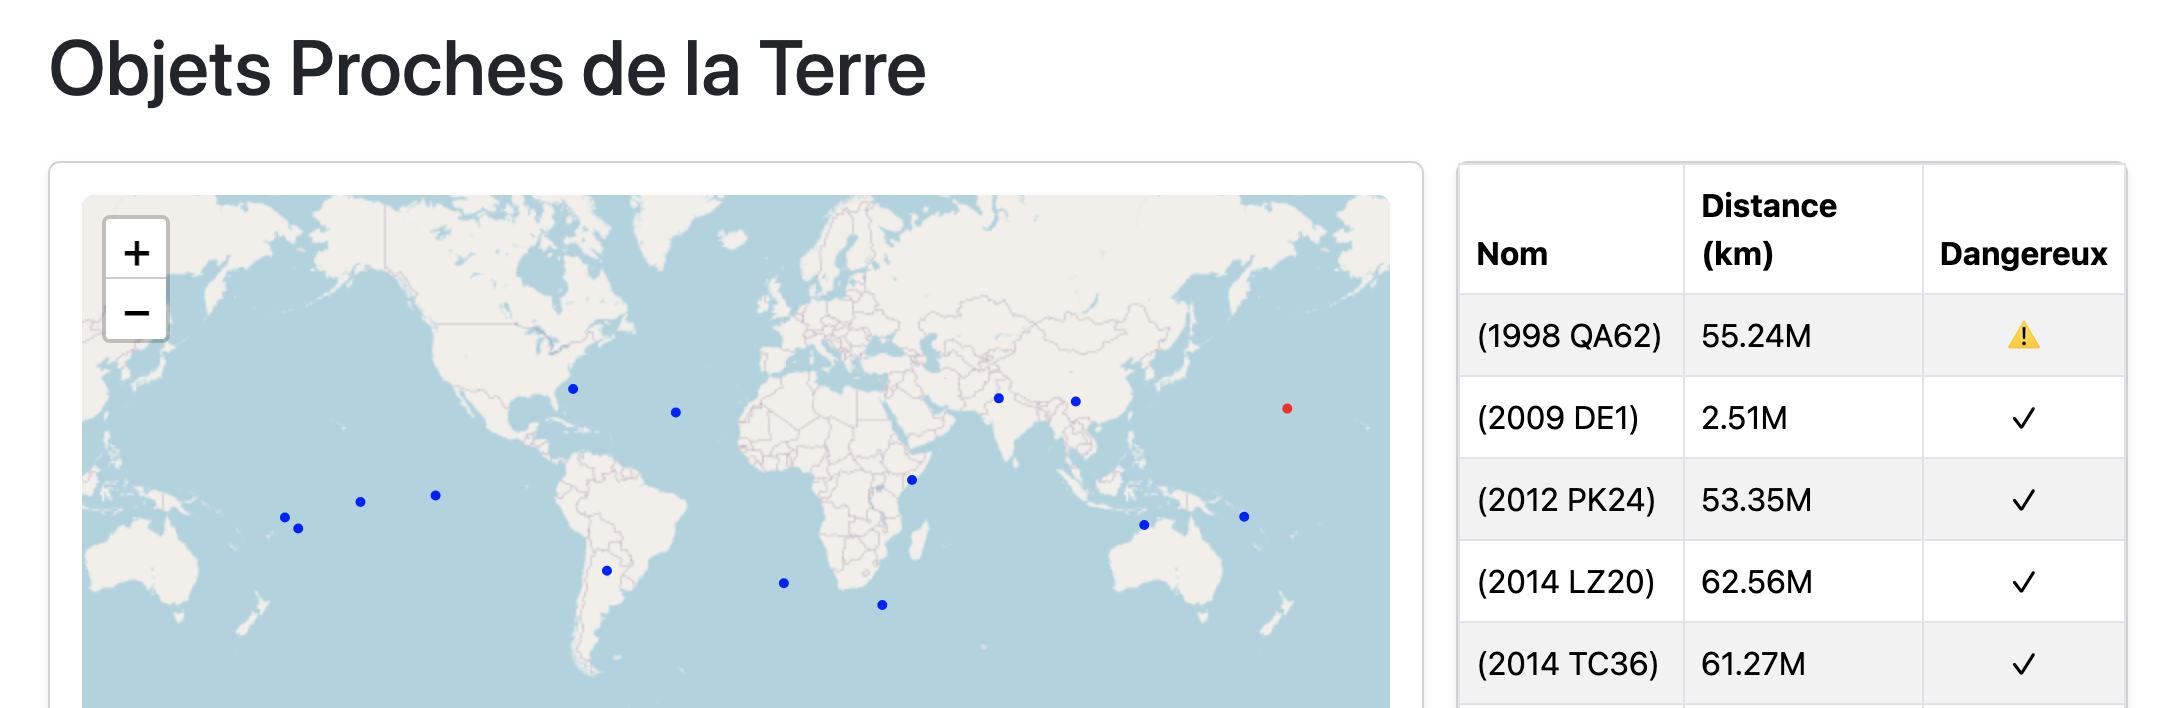 Objets Proches de la Terre
+
−
Nom
Distance
(km)
Dangereux
(1998 QA62) 55.24M ⚠️
(2009 DE1) 2.51M ✓
(2012 PK24) 53.35M ✓
(2014 LZ20) 62.56M ✓
(2014 TC36) 61.27M ✓